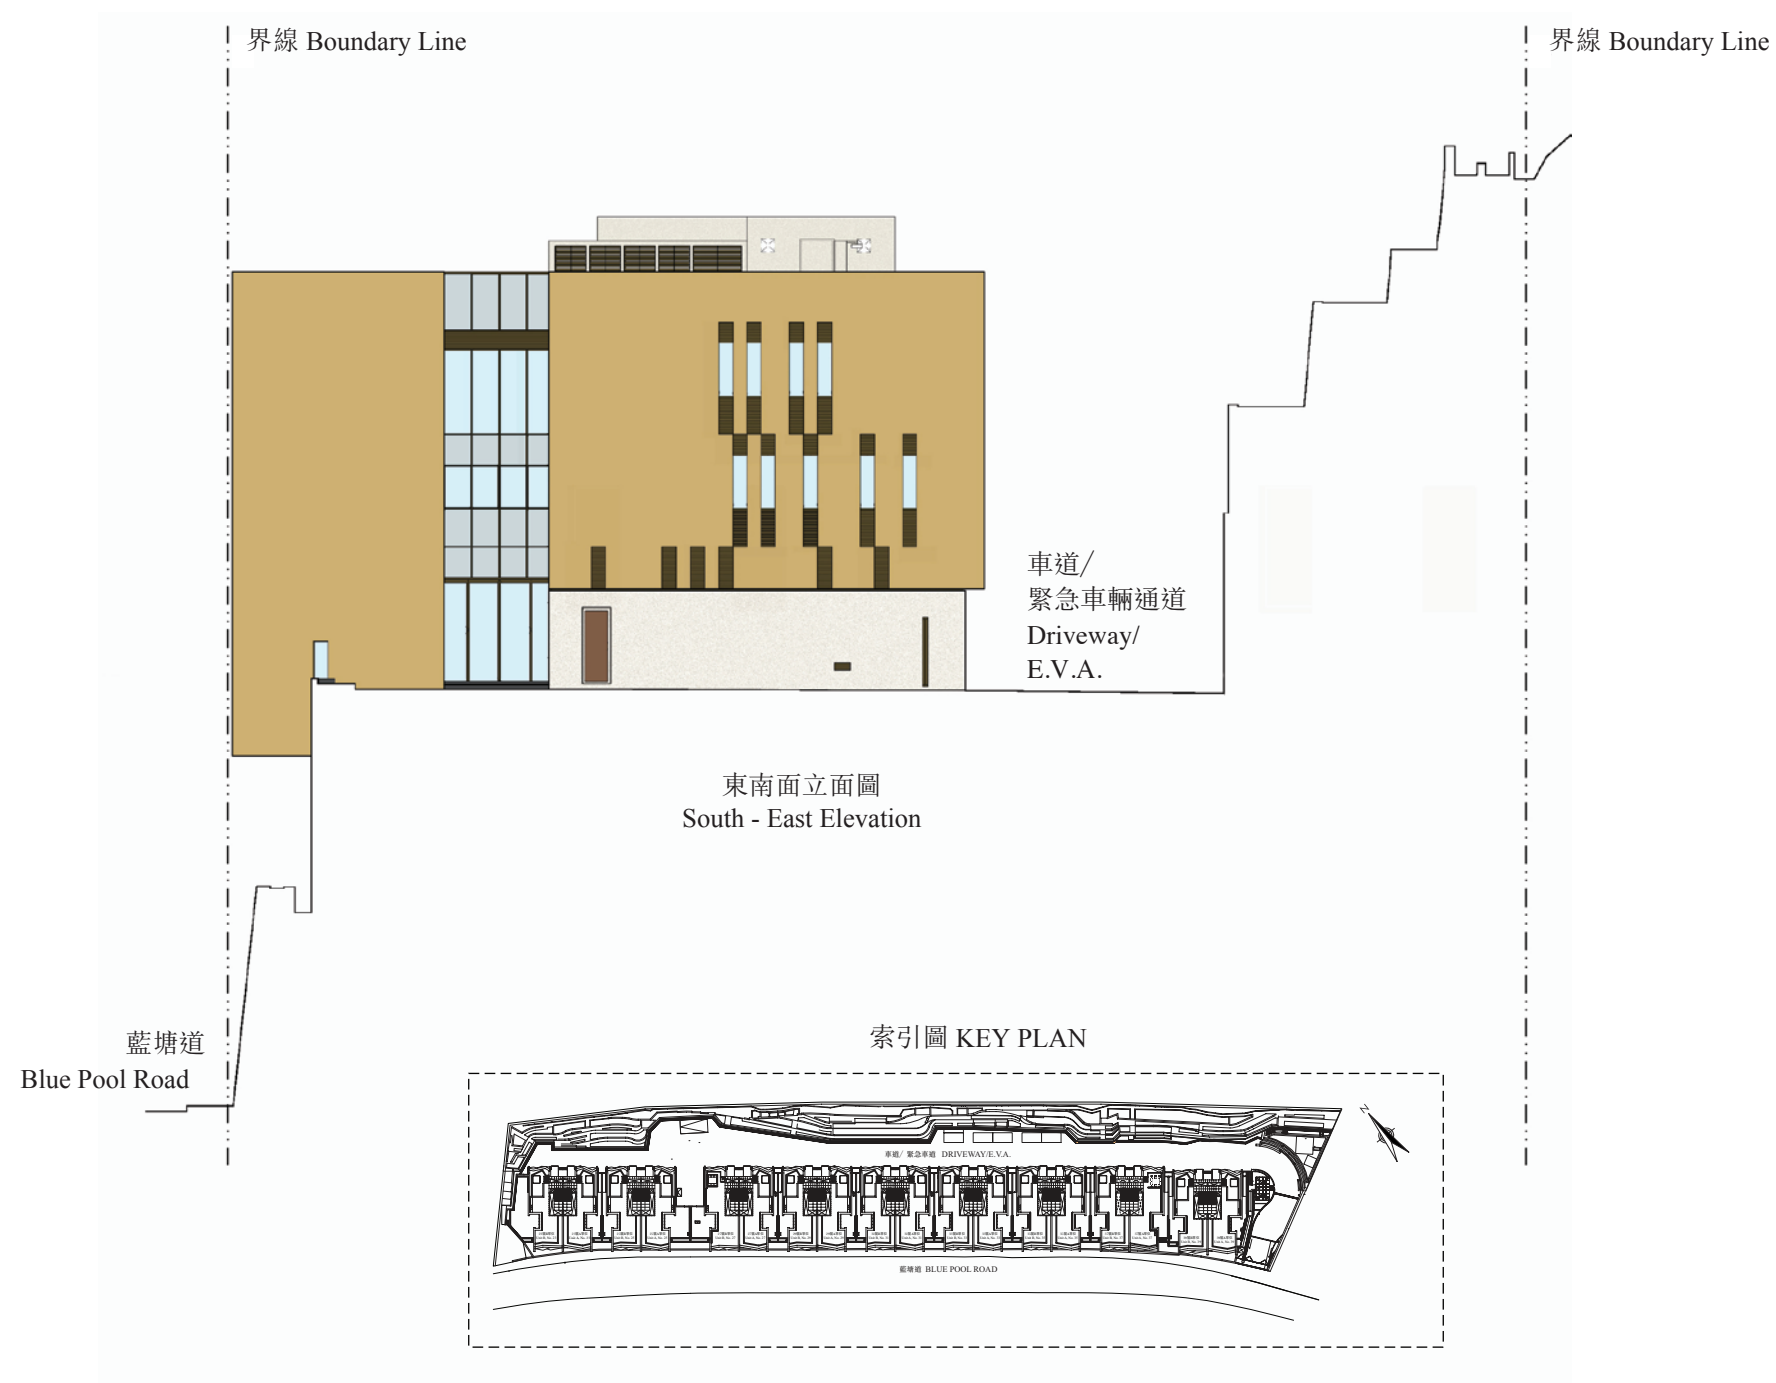 界線 Boundary Line
界線 Boundary Line
車道/
緊急車輛通道
Driveway/
E.V.A.
東南面立面圖
South - East Elevation
藍塘道
Blue Pool Road
索引圖 KEY PLAN
N
車道/ 緊急車道 DRIVEWAY/E.V.A.
藍塘道 BLUE POOL ROAD